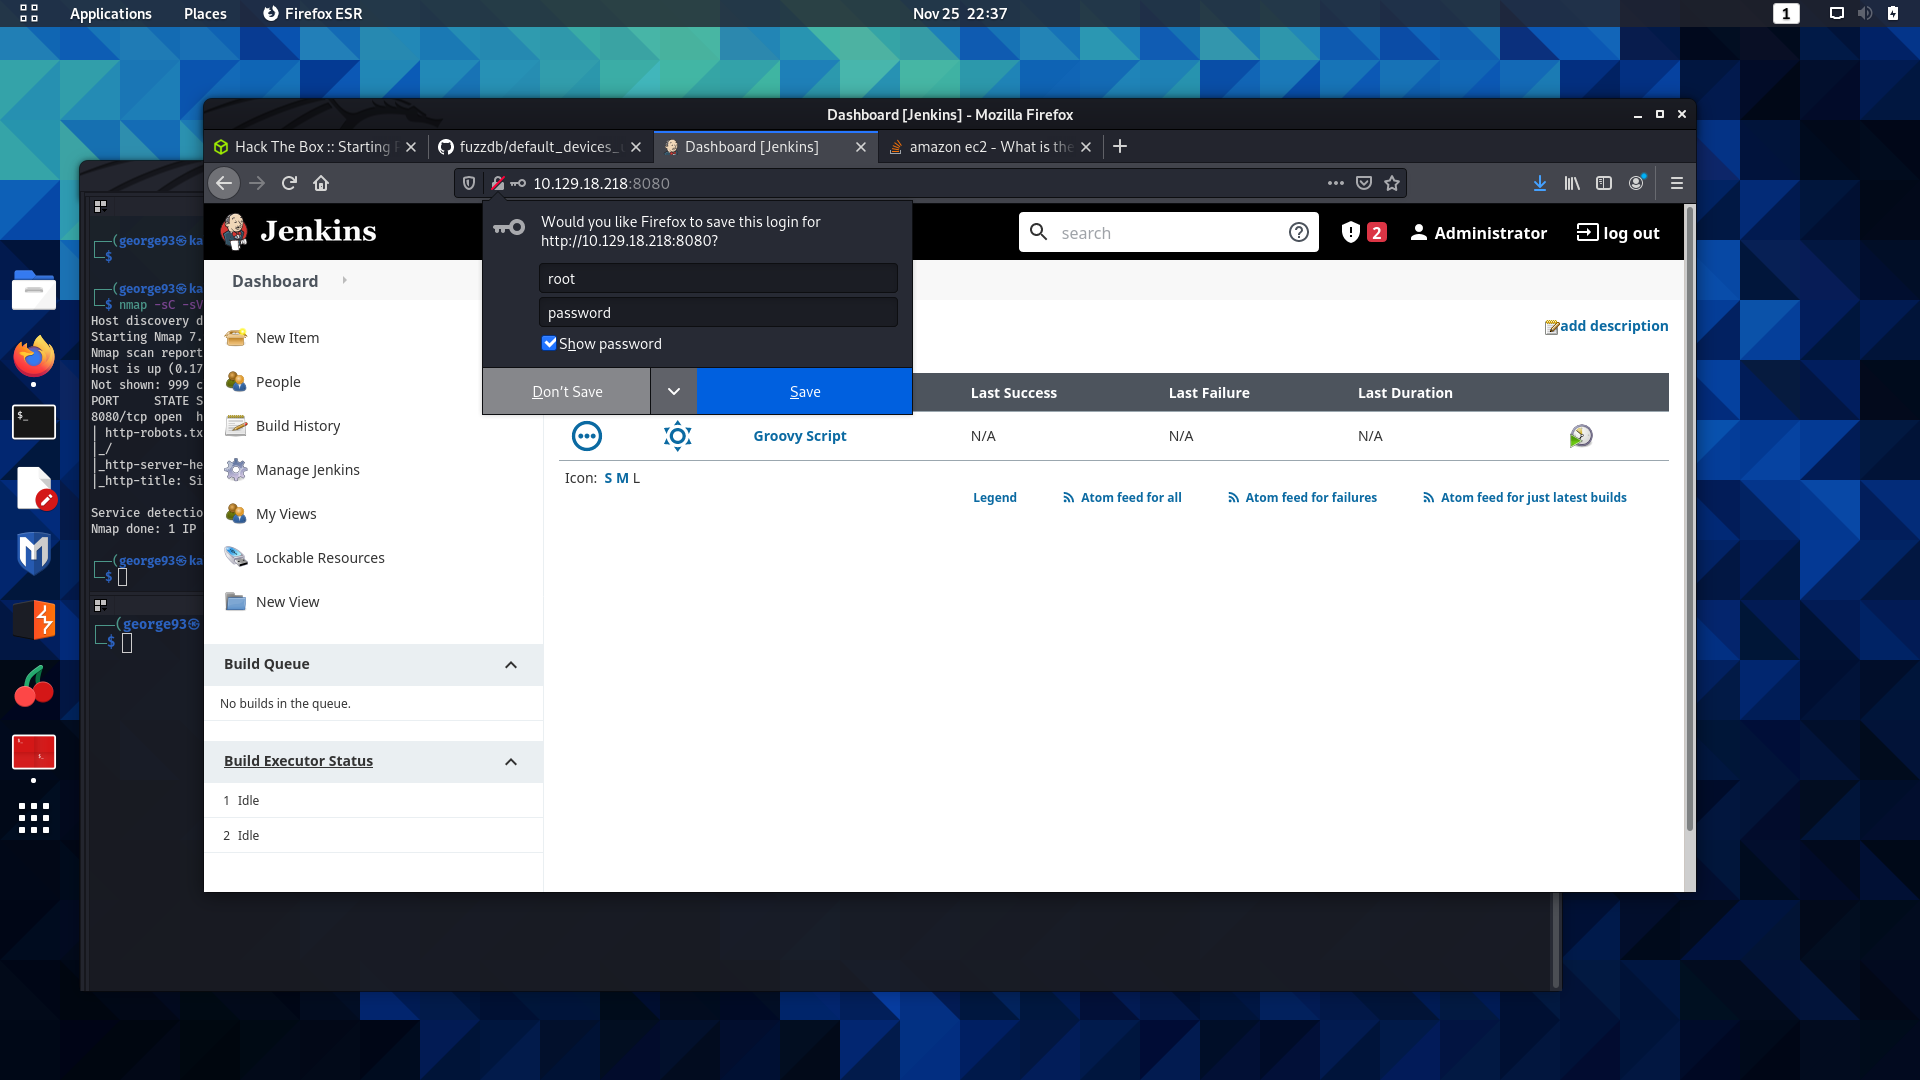 Applications Places Firefox ESR Nov 25 22:37 1
Dashboard [Jenkins] - Mozilla Firefox
Hack The Box :: Starting fuzzdb/default_devices_ Dashboard [Jenkins] amazon ec2 - What is the
10.129.18.218:8080
Jenkins
search
2
Administrator
log out
Would you like Firefox to save this login for
http://10.129.18.218:8080?
root
password
Show password
Don't Save
Save
Dashboard
add description
New Item
People
Build History
Manage Jenkins
My Views
Lockable Resources
New View
Last Success Last Failure Last Duration
Groovy Script N/A N/A N/A
Icon: S M L
Legend Atom feed for all Atom feed for failures Atom feed for just latest builds
Build Queue
No builds in the queue.
Build Executor Status
1 Idle
2 Idle
(george93㉿ka
$
(george93㉿ka
$ nmap -sC -sV
Host discovery d
Starting Nmap 7.
Nmap scan report
Host is up (0.17
Not shown: 999 c
PORT STATE S
8080/tcp open h
| http-robots.tx
|_/
|_http-server-he
|_http-title: Si
Service detectio
Nmap done: 1 IP
(george93㉿ka
$
(george93㉿
$